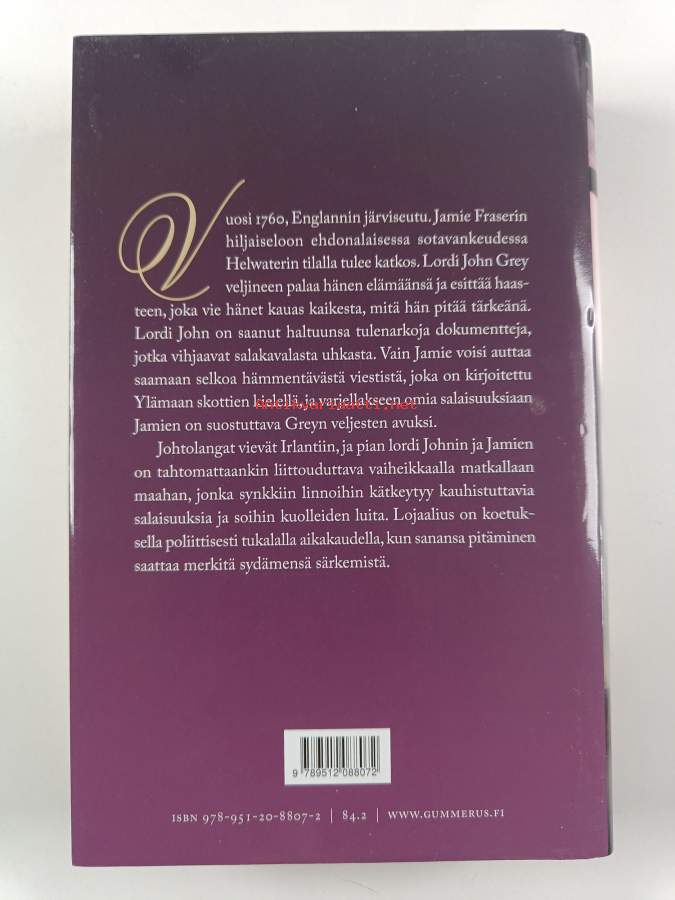 Vuosi 1760, Englannin järviseutu. Jamie Fraserin
hiljaiseloon ehdonalaisessa sotavankeudessa
Helwaterin tilalla tulee katkos. Lordi John Grey
veljineen palaa hänen elämäänsä ja esittää haas-
teen, joka vie hänet kauas kaikesta, mitä hän pitää tärkeänä.
Lordi John on saanut haltuunsa tulenarkoja dokumentteja,
jotka vihjaavat salakavalasta uhkasta. Vain Jamie voisi auttaa
saamaan selkoa hämmentävästä viestistä, joka on kirjoitettu
Ylämaan skottien kielellä, ja varjellakseen omia salaisuuksiaan
antikvariaatti.net
Jamien on suostuttava Greyn veljesten avuksi.
Johtolangat vievät Irlantiin, ja pian lordi Johnin ja Jamien
on tahtomattaankin liittouduttava vaiheikkaalla matkallaan
maahan, jonka synkkiin linnoihin kätkeytyy kauhistuttavia
salaisuuksia ja soihin kuolleiden luita. Lojaalius on koetuk-
sella poliittisesti tukalalla aikakaudella, kun sanansa pitäminen
saattaa merkitä sydämensä särkemistä.
9 789512 088072
ISBN 978-951-20-8807-2 | 84.2 | WWW.GUMMERUS.FI